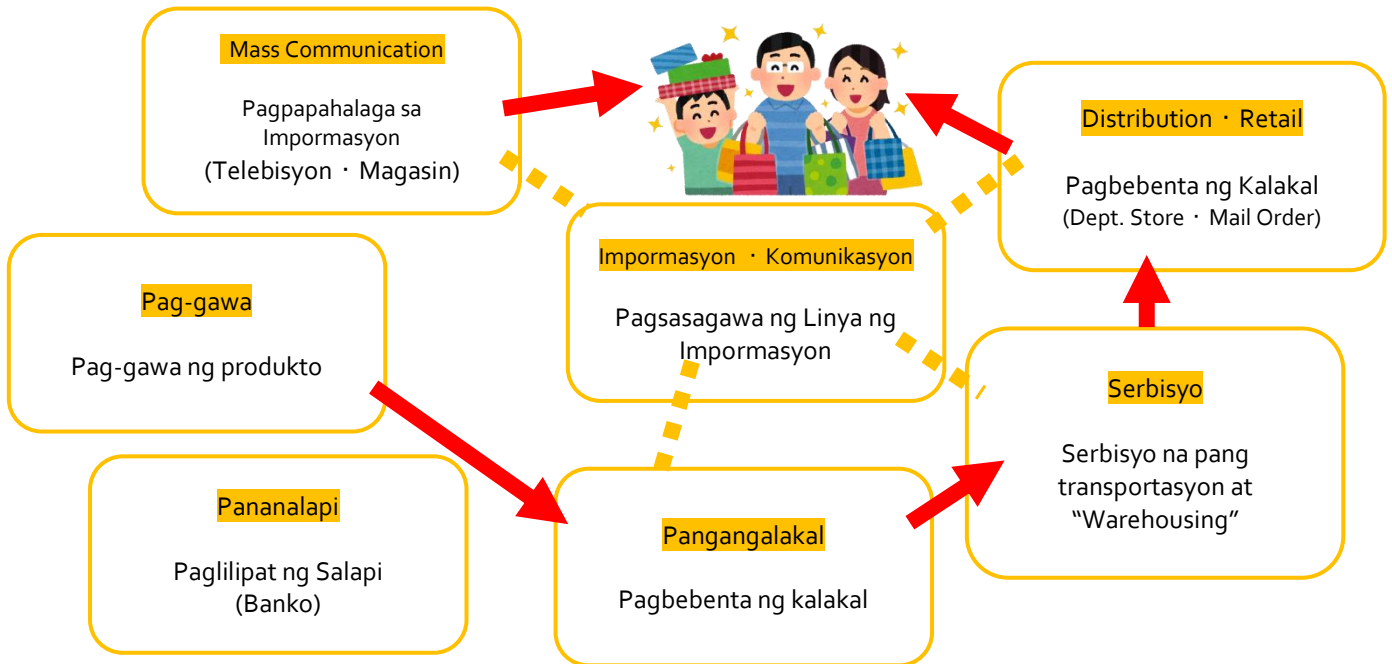 Mass Communication
Pagpapahalaga sa
Impormasyon
(Telebisyon · Magasin)
Distribution · Retail
Pagbebenta ng Kalakal
(Dept. Store · Mail Order)
Impormasyon · Komunikasyon
Pagsasagawa ng Linya ng
Impormasyon
Pag-gawa
Pag-gawa ng produkto
Serbisyo
Serbisyo na pang
transportasyon at
“Warehousing”
Pananalapi
Paglilipat ng Salapi
(Banko)
Pangangalakal
Pagbebenta ng kalakal